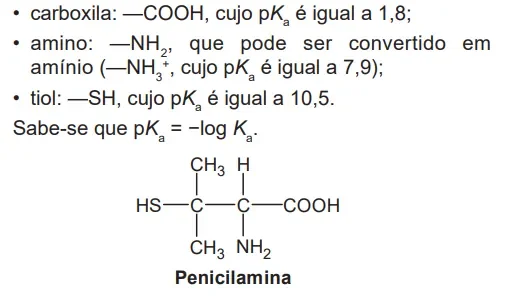 • carboxila: —COOH, cujo pKa é igual a 1,8;
• amino: —NH2, que pode ser convertido em
amínio (—NH3+, cujo pKa é igual a 7,9);
• tiol: —SH, cujo pKa é igual a 10,5.
Sabe-se que pKa = −log Ka.
CH3 H
HS—C—C—COOH
CH3 NH2
Penicilamina